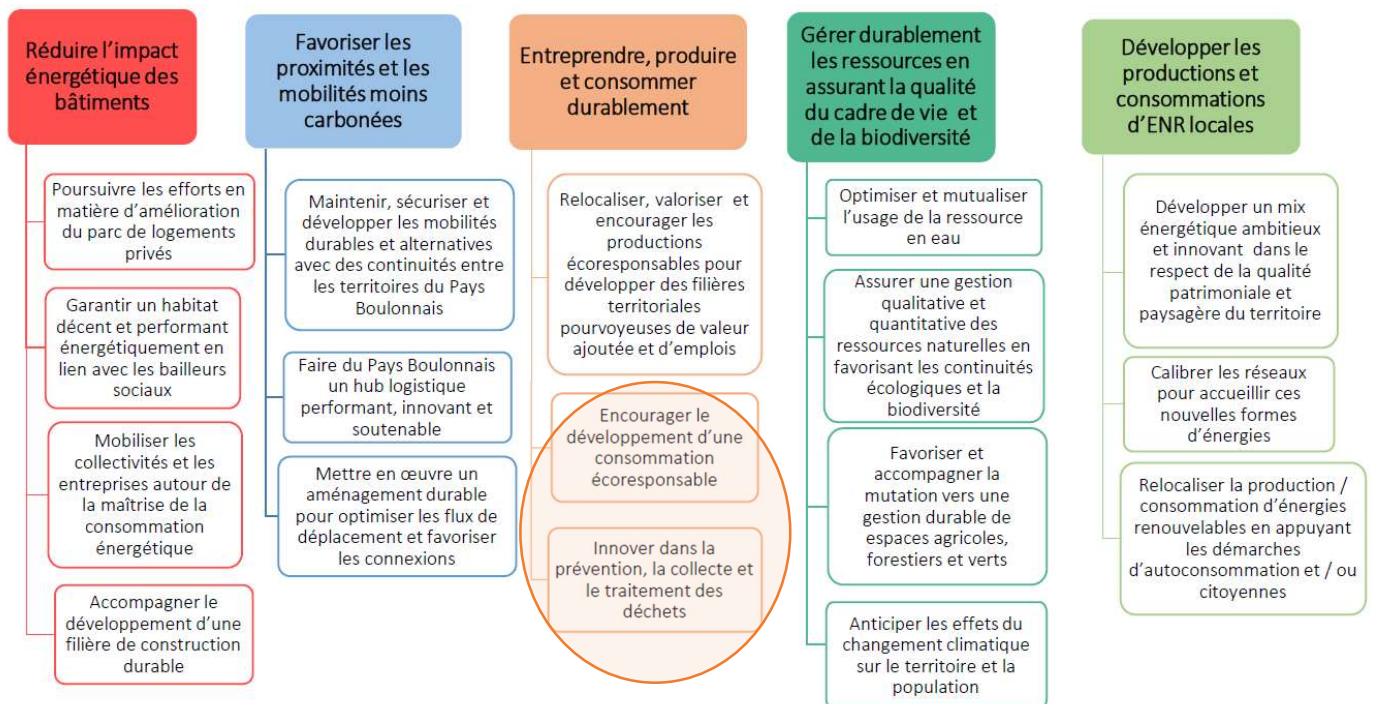 Réduire l’impact
énergétique des
bâtiments
Poursuivre les efforts en
matière d’amélioration
du parc de logements
privés
Garantir un habitat
décent et performant
énergétiquement en
lien avec les bailleurs
sociaux
Mobiliser les
collectivités et les
entreprises autour de
la maîtrise de la
consommation
énergétique
Accompagner le
développement d’une
filière de construction
durable
Favoriser les
proximités et les
mobilités moins
carbonées
Maintenir, sécuriser et
développer les mobilités
durables et alternatives
avec des continuités entre
les territoires du Pays
Boulonnais
Faire du Pays Boulonnais
un hub logistique
performant, innovant et
soutenable
Mettre en œuvre un
aménagement durable
pour optimiser les flux de
déplacement et favoriser
les connexions
Entreprendre, produire
et consommer
durablement
Relocaliser, valoriser et
encourager les
productions
écoresponsables pour
développer des filières
territoriales
pourvoyeuses de valeur
ajoutée et d’emplois
Encourager le
développement d’une
consommation
écoresponsable
Innover dans la
prévention, la collecte et
le traitement des
déchets
Gérer durablement
les ressources en
assurant la qualité
du cadre de vie et
de la biodiversité
Optimiser et mutualiser
l’usage de la ressource
en eau
Assurer une gestion
qualitative et
quantitative des
ressources naturelles en
favorisant les continuités
écologiques et la
biodiversité
Favoriser et
accompagner la
mutation vers une
gestion durable de
espaces agricoles,
forestiers et verts
Anticiper les effets du
changement climatique
sur le territoire et la
population
Développer les
productions et
consommations
d’ENR locales
Développer un mix
énergétique ambitieux
et innovant dans le
respect de la qualité
patrimoniale et
paysagère du territoire
Calibrer les réseaux
pour accueillir ces
nouvelles formes
d’énergies
Relocaliser la production /
consommation d’énergies
renouvelables en appuyant
les démarches
d’autoconsommation et / ou
citoyennes